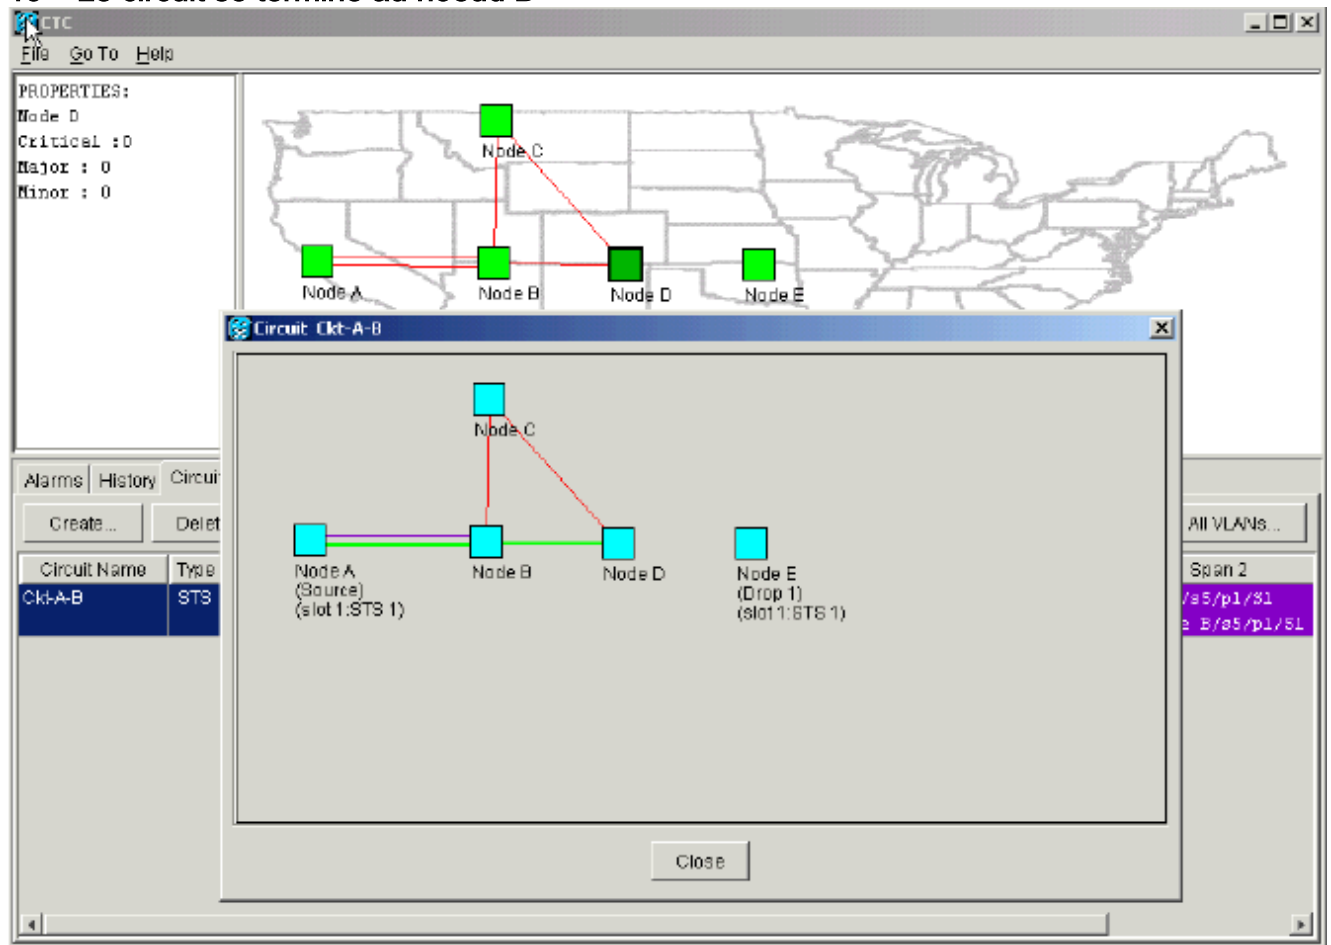 CTC
File Go To Help
PROPERTIES:
Node D
Critical :0
Major : 0
Minor : 0
Node C
Node A
Node B
Node D
Node E
Circuit Ckt-A-B
Node C
Node A
(Source)
(slot 1:STS 1)
Node B
Node D
Node E
(Drop 1)
(slot 1:STS 1)
Close
Alarms History Circui
Create... Delet All VLANs...
Circuit Name Type Span 2
Ckt-A-B STS /s5/p1/S1
e B/s5/p1/S1